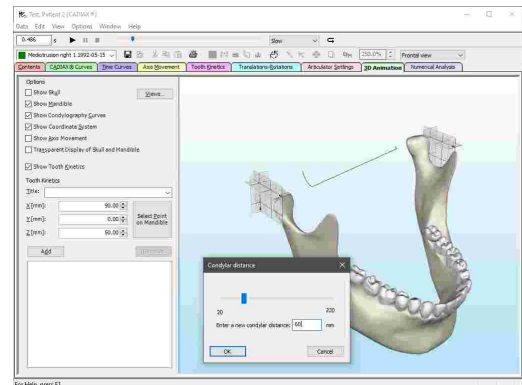 Test, Patient 2 [CADIAX®]
Data Edit View Options Window Help
0.486 s Slow
Mediotrusion right 1 1992-05-15 250.0% Frontal view
Contents CADIAX® Curves Time Curves Axis Movement Tooth Kinetics Translations-Rotations Articulator Settings 3D Animation Numerical Analysis
Options
Show Skull Views...
Show Mandible
Show Condylography Curves
Show Coordinate System
Show Axis Movement
Transparent Display of Skull and Mandible
Show Tooth Kinetics
Tooth Kinetics
Title:
X [mm]: 90.00
Y [mm]: 0.00 Select Point on Mandible
Z [mm]: 50.00
Add Remove
Condylar distance
20 220
Enter a new condylar distance: 60 mm
OK Cancel
For Help, press F1